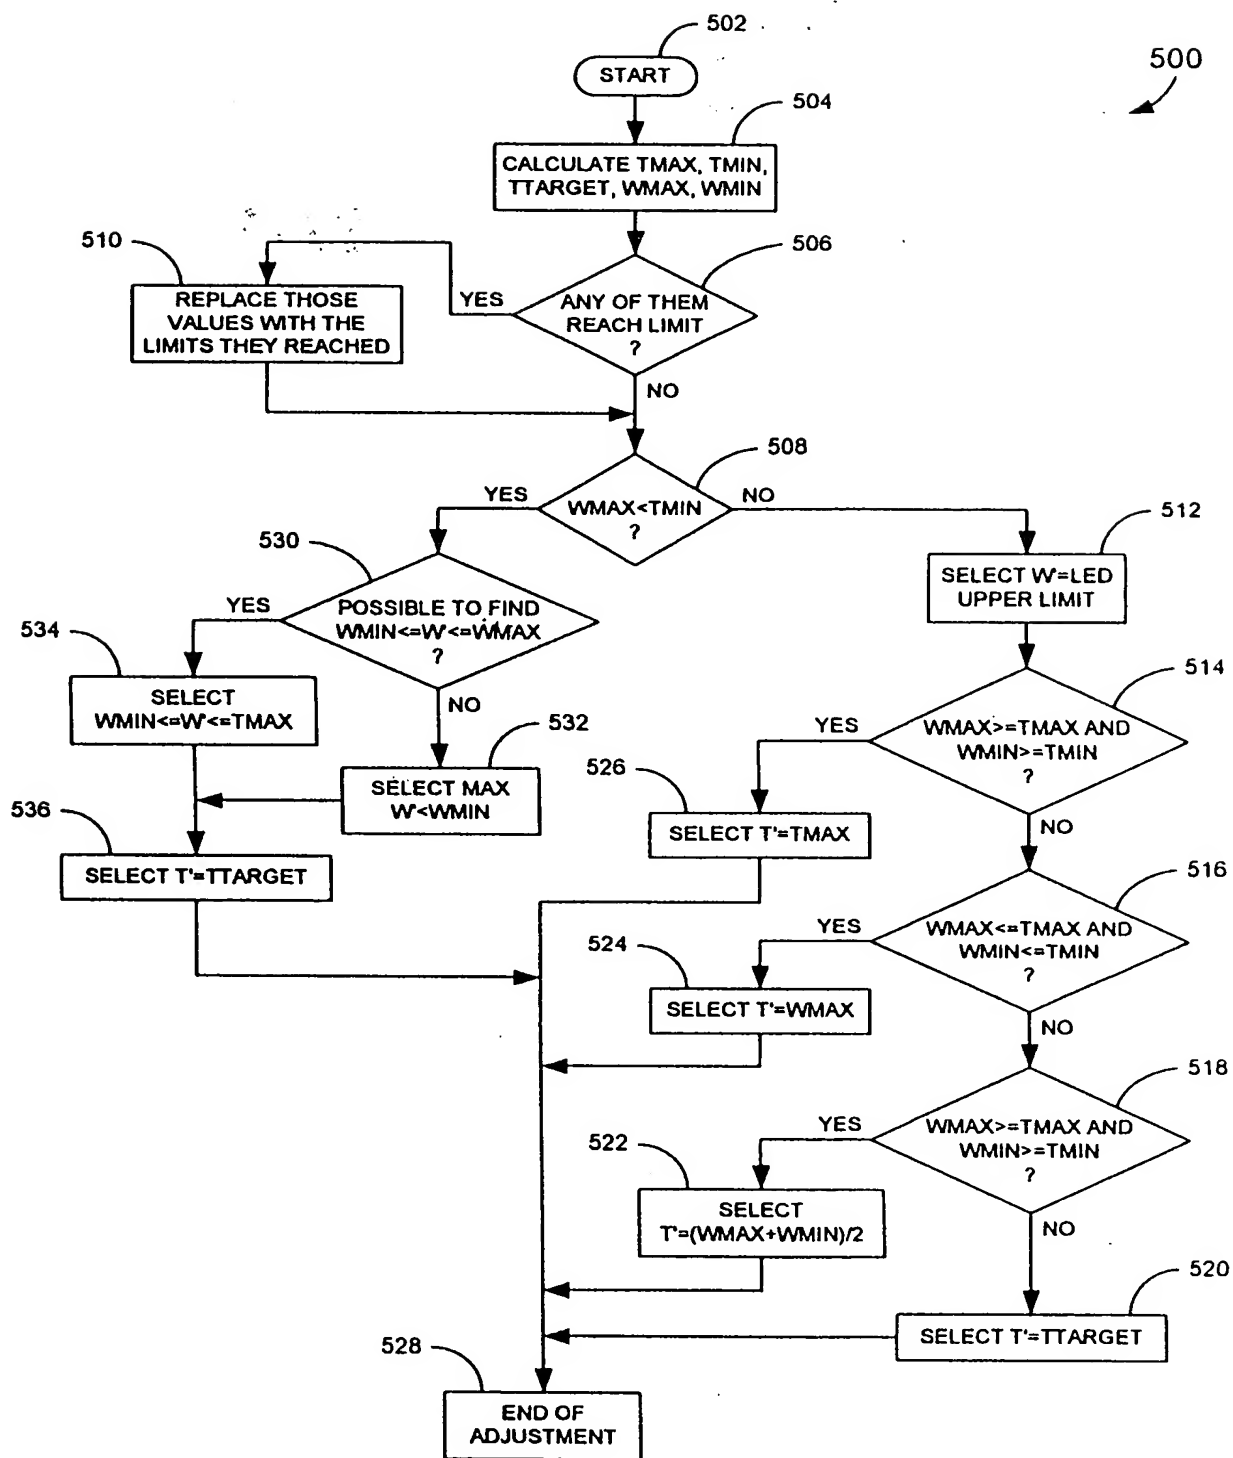 502
500
START
504
CALCULATE TMAX, TMIN,
TTARGET, WMAX, WMIN
510
506
REPLACE THOSE
VALUES WITH THE
LIMITS THEY REACHED
YES
ANY OF THEM
REACH LIMIT
?
NO
508
YES
WMAX<TMIN
?
NO
512
SELECT W'=LED
UPPER LIMIT
530
YES
POSSIBLE TO FIND
WMIN<=W'<=WMAX
?
NO
534
SELECT
WMIN<=W'<=TMAX
532
SELECT MAX
W'<WMIN
536
SELECT T'=TTARGET
514
YES
WMAX>=TMAX AND
WMIN>=TMIN
?
NO
526
SELECT T'=TMAX
516
YES
WMAX<=TMAX AND
WMIN<=TMIN
?
NO
524
SELECT T'=WMAX
518
YES
WMAX>=TMAX AND
WMIN>=TMIN
?
NO
522
SELECT
T'=(WMAX+WMIN)/2
520
SELECT T'=TTARGET
528
END OF
ADJUSTMENT